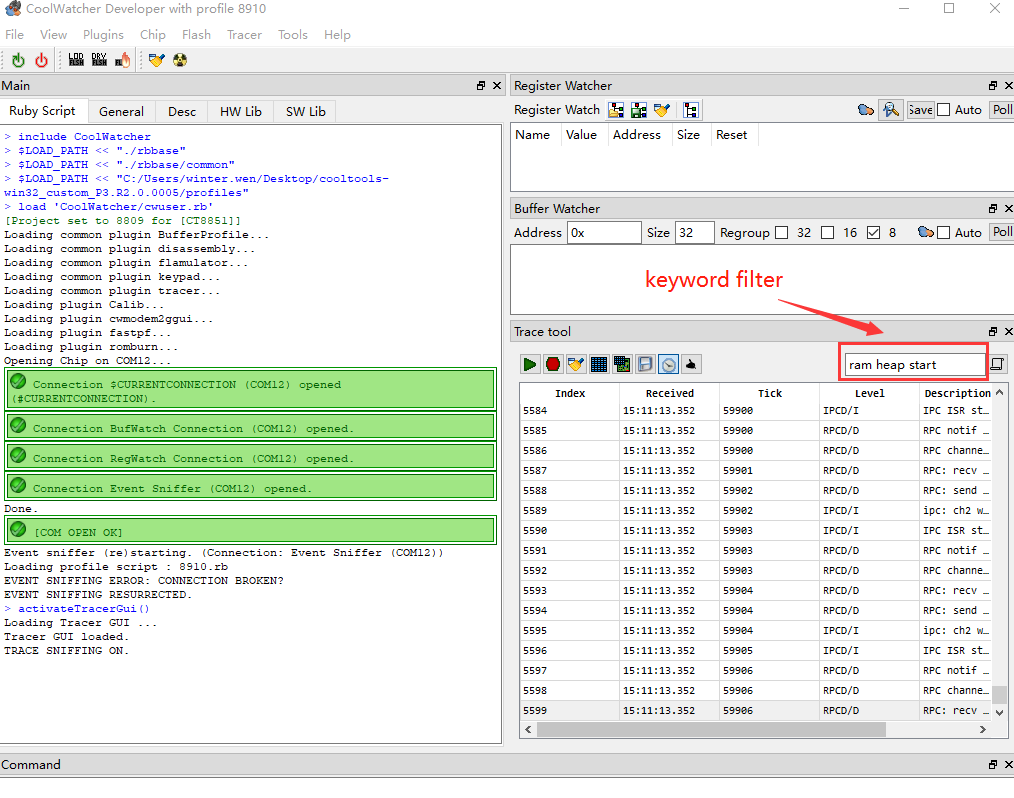 CoolWatcher Developer with profile 8910
File View Plugins Chip Flash Tracer Tools Help
LOD FLSH DRV FLSH FL
Main
Ruby Script General Desc HW Lib SW Lib
> include CoolWatcher
> $LOAD_PATH << "./rbbase"
> $LOAD_PATH << "./rbbase/common"
> $LOAD_PATH << "C:/Users/winter.wen/Desktop/cooltools-
win32_custom_P3.R2.0.0005/profiles"
> load 'CoolWatcher/cwuser.rb'
[Project set to 8809 for [CT8851]]
Loading common plugin BufferProfile...
Loading common plugin disassembly...
Loading common plugin flamulator...
Loading common plugin keypad...
Loading common plugin tracer...
Loading plugin Calib...
Loading plugin cwmodem2ggui...
Loading plugin fastpf...
Loading plugin romburn...
Opening Chip on COM12...
Connection $CURRENTCONNECTION (COM12) opened
(#CURRENTCONNECTION).
Connection BufWatch Connection (COM12) opened.
Connection RegWatch Connection (COM12) opened.
Connection Event Sniffer (COM12) opened.
Done.
[COM OPEN OK]
Event sniffer (re)starting. (Connection: Event Sniffer (COM12))
Loading profile script : 8910.rb
EVENT SNIFFING ERROR: CONNECTION BROKEN?
EVENT SNIFFING RESURRECTED.
> activateTracerGui()
Loading Tracer GUI ...
Tracer GUI loaded.
TRACE SNIFFING ON.
Register Watcher
Register Watch Save Auto Poll
Name Value Address Size Reset
Buffer Watcher
Address 0x Size 32 Regroup 32 16 8 Auto Poll
keyword filter
Trace tool
ram heap start
Index Received Tick Level Description
5584 15:11:13.352 59900 IPCD/I IPC ISR st...
5585 15:11:13.352 59900 RPCD/D RPC notif ...
5586 15:11:13.352 59900 RPCD/D RPC channe...
5587 15:11:13.352 59901 RPCD/D RPC: recv ...
5588 15:11:13.352 59902 RPCD/D RPC: send ...
5589 15:11:13.352 59902 IPCD/I ipc: ch2 w...
5590 15:11:13.352 59903 IPCD/I IPC ISR st...
5591 15:11:13.352 59903 RPCD/D RPC notif ...
5592 15:11:13.352 59903 RPCD/D RPC channe...
5593 15:11:13.352 59904 RPCD/D RPC: recv ...
5594 15:11:13.352 59904 RPCD/D RPC: send ...
5595 15:11:13.352 59904 IPCD/I ipc: ch2 w...
5596 15:11:13.352 59905 IPCD/I IPC ISR st...
5597 15:11:13.352 59906 RPCD/D RPC notif ...
5598 15:11:13.352 59906 RPCD/D RPC channe...
5599 15:11:13.352 59906 RPCD/D RPC: recv ...
Command